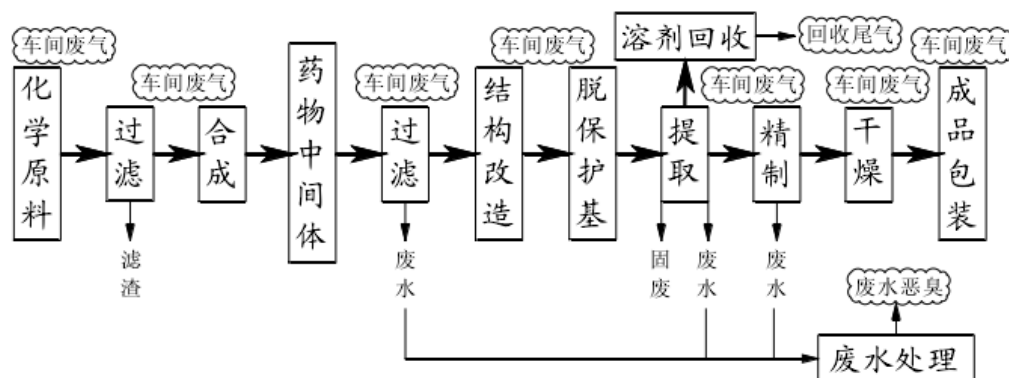 车间废气
车间废气
车间废气
车间废气
溶剂回收
回收尾气
车间废气
车间废气
车间废气
化学原料
过滤
合成
药物中间体
过滤
结构改造
脱保护基
提取
精制
干燥
成品包装
滤渣
废水
固废
废水
废水
废水恶臭
废水处理